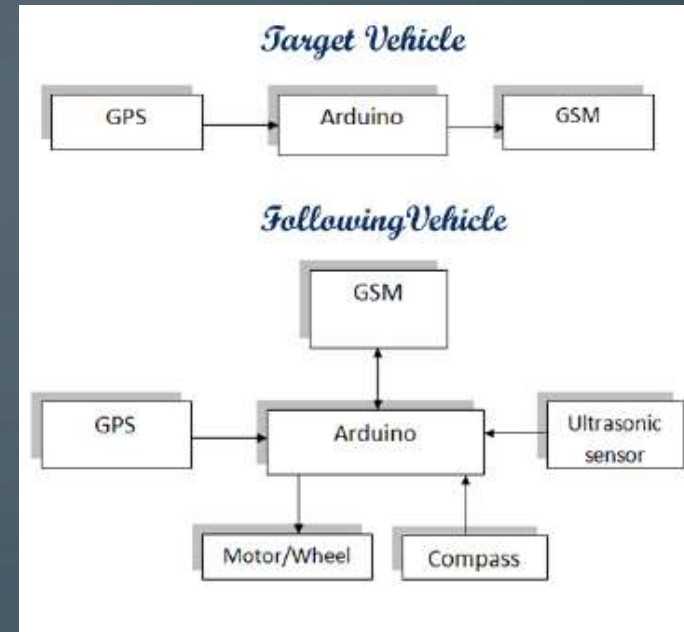 Target Vehicle
GPS
Arduino
GSM
FollowingVehicle
GSM
GPS
Arduino
Ultrasonic
sensor
Motor/Wheel
Compass